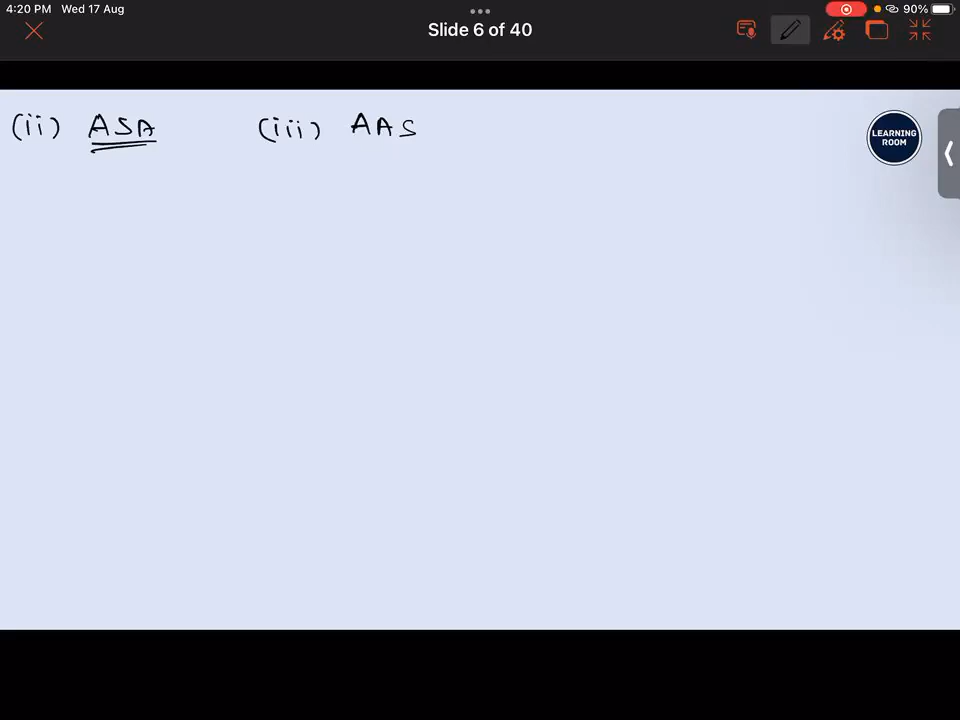 4:20 PM Wed 17 Aug
90%
Slide 6 of 40
(ii) ASA (iii) AAS
LEARNING
ROOM